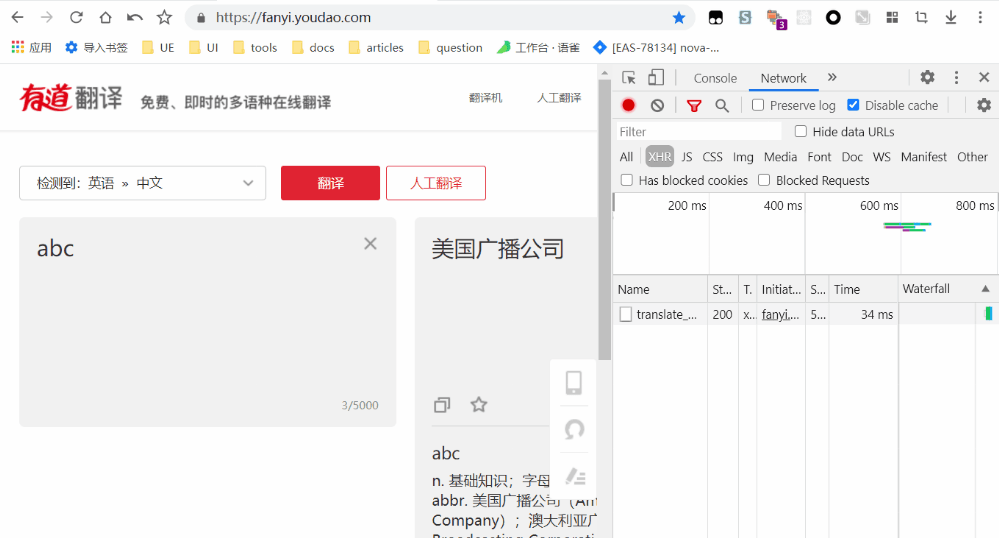 https://fanyi.youdao.com
应用 导入书签 UE UI tools docs articles question 工作台 · 语雀 [EAS-78134] nova-...
3
有道翻译 免费、即时的多语种在线翻译 翻译机 人工翻译
检测到：英语 » 中文 翻译 人工翻译
abc
3/5000
美国广播公司
abc
n. 基础知识；字母
abbr. 美国广播公司（Am
Company）；澳大利亚广
Broadcasting Corporati
Console Network »
Preserve log Disable cache
Filter Hide data URLs
All XHR JS CSS Img Media Font Doc WS Manifest Other
Has blocked cookies Blocked Requests
200 ms 400 ms 600 ms 800 ms
Name St... T. Initiat... S... Time Waterfall
translate_... 200 x... fanyi.... 5... 34 ms